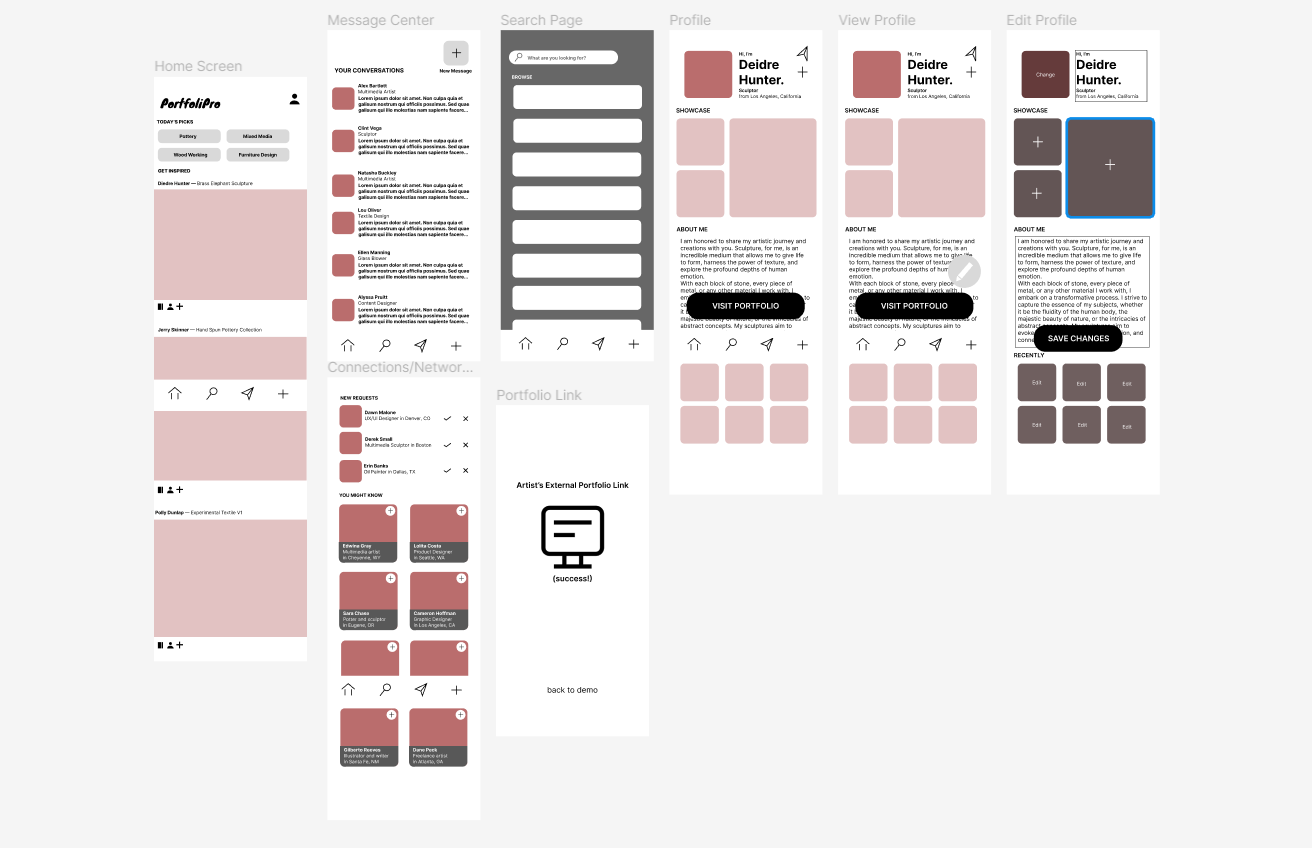 Home Screen
PortfoliPro
TODAY'S PICKS
Pottery
Mixed Media
Wood Working
Furniture Design
GET INSPIRED
Diedre Hunter — Brass Elephant Sculpture
Jerry Skinner — Hand Spun Pottery Collection
Polly Dunlap — Experimental Textile V1
Message Center
New Message
YOUR CONVERSATIONS
Alex Bartlett
Multimedia Artist
Lorem ipsum dolor sit amet. Non culpa quia et
galisum nostrum qui officiis possimus. Sed quae
galisum qui illo molestias nam sapiente facere...
Clint Vega
Sculptor
Lorem ipsum dolor sit amet. Non culpa quia et
galisum nostrum qui officiis possimus. Sed quae
galisum qui illo molestias nam sapiente facere...
Natasha Buckley
Multimedia Artist
Lorem ipsum dolor sit amet. Non culpa quia et
galisum nostrum qui officiis possimus. Sed quae
galisum qui illo molestias nam sapiente facere...
Lou Oliver
Textile Design
Lorem ipsum dolor sit amet. Non culpa quia et
galisum nostrum qui officiis possimus. Sed quae
galisum qui illo molestias nam sapiente facere...
Ellen Manning
Glass Blower
Lorem ipsum dolor sit amet. Non culpa quia et
galisum nostrum qui officiis possimus. Sed quae
galisum qui illo molestias nam sapiente facere...
Alyssa Pruitt
Content Designer
Lorem ipsum dolor sit amet. Non culpa quia et
galisum nostrum qui officiis possimus. Sed quae
galisum qui illo molestias nam sapiente facere...
Connections/Networ...
NEW REQUESTS
Dawn Malone
UX/UI Designer in Denver, CO
Derek Small
Multimedia Sculptor in Boston
Erin Banks
Oil Painter in Dallas, TX
YOU MIGHT KNOW
Edwina Gray
Multimedia artist
in Cheyenne, WY
Lolita Costa
Product Designer
in Seattle, WA
Sara Chase
Potter and sculptor
in Eugene, OR
Cameron Hoffman
Graphic Designer
in Los Angeles, CA
Gilberto Reeves
Illustrator and writer
in Santa Fe, NM
Dane Peck
Freelance artist
in Atlanta, GA
Search Page
What are you looking for?
BROWSE
Portfolio Link
Artist's External Portfolio Link
(success!)
back to demo
Profile
Hi, I'm
Deidre
Hunter.
Sculptor
from Los Angeles, California
SHOWCASE
ABOUT ME
I am honored to share my artistic journey and
creations with you. Sculpture, for me, is an
incredible medium that allows me to give life
to form, harness the power of texture, and
explore the profound depths of human
emotion.
With each block of stone, every piece of
metal, or any other material I work with, I
VISIT PORTFOLIO
majestic beauty of nature, or the intricacies of
abstract concepts. My sculptures aim to
View Profile
Hi, I'm
Deidre
Hunter.
Sculptor
from Los Angeles, California
SHOWCASE
ABOUT ME
I am honored to share my artistic journey and
creations with you. Sculpture, for me, is an
incredible medium that allows me to give life
to form, harness the power of texture,
explore the profound depths of human
emotion.
With each block of stone, every piece of
metal, or any other material I work with, I
VISIT PORTFOLIO
majestic beauty of nature, or the intricacies of
abstract concepts. My sculptures aim to
Edit Profile
Change
Hi, I'm
Deidre
Hunter.
Sculptor
from Los Angeles, California
SHOWCASE
ABOUT ME
I am honored to share my artistic journey and
creations with you. Sculpture, for me, is an
incredible medium that allows me to give life
to form, harness the power of texture, and
explore the profound depths of human
emotion.
With each block of stone, every piece of
metal, or any other material I work with, I
embark on a transformative process. I strive to
capture the essence of my subjects, whether
it be the fluidity of the human body, the
majestic beauty of nature, or the intricacies of
abstract concepts. My sculptures aim to
SAVE CHANGES
RECENTLY
Edit
Edit
Edit
Edit
Edit
Edit